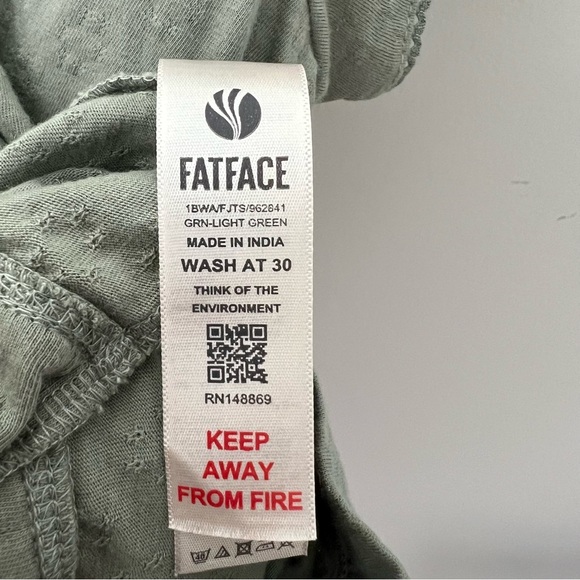 FATFACE
1BWA/FJTS/962841
GRN-LIGHT GREEN
MADE IN INDIA
WASH AT 30
THINK OF THE
ENVIRONMENT
RN148869
KEEP
AWAY
FROM FIRE
40